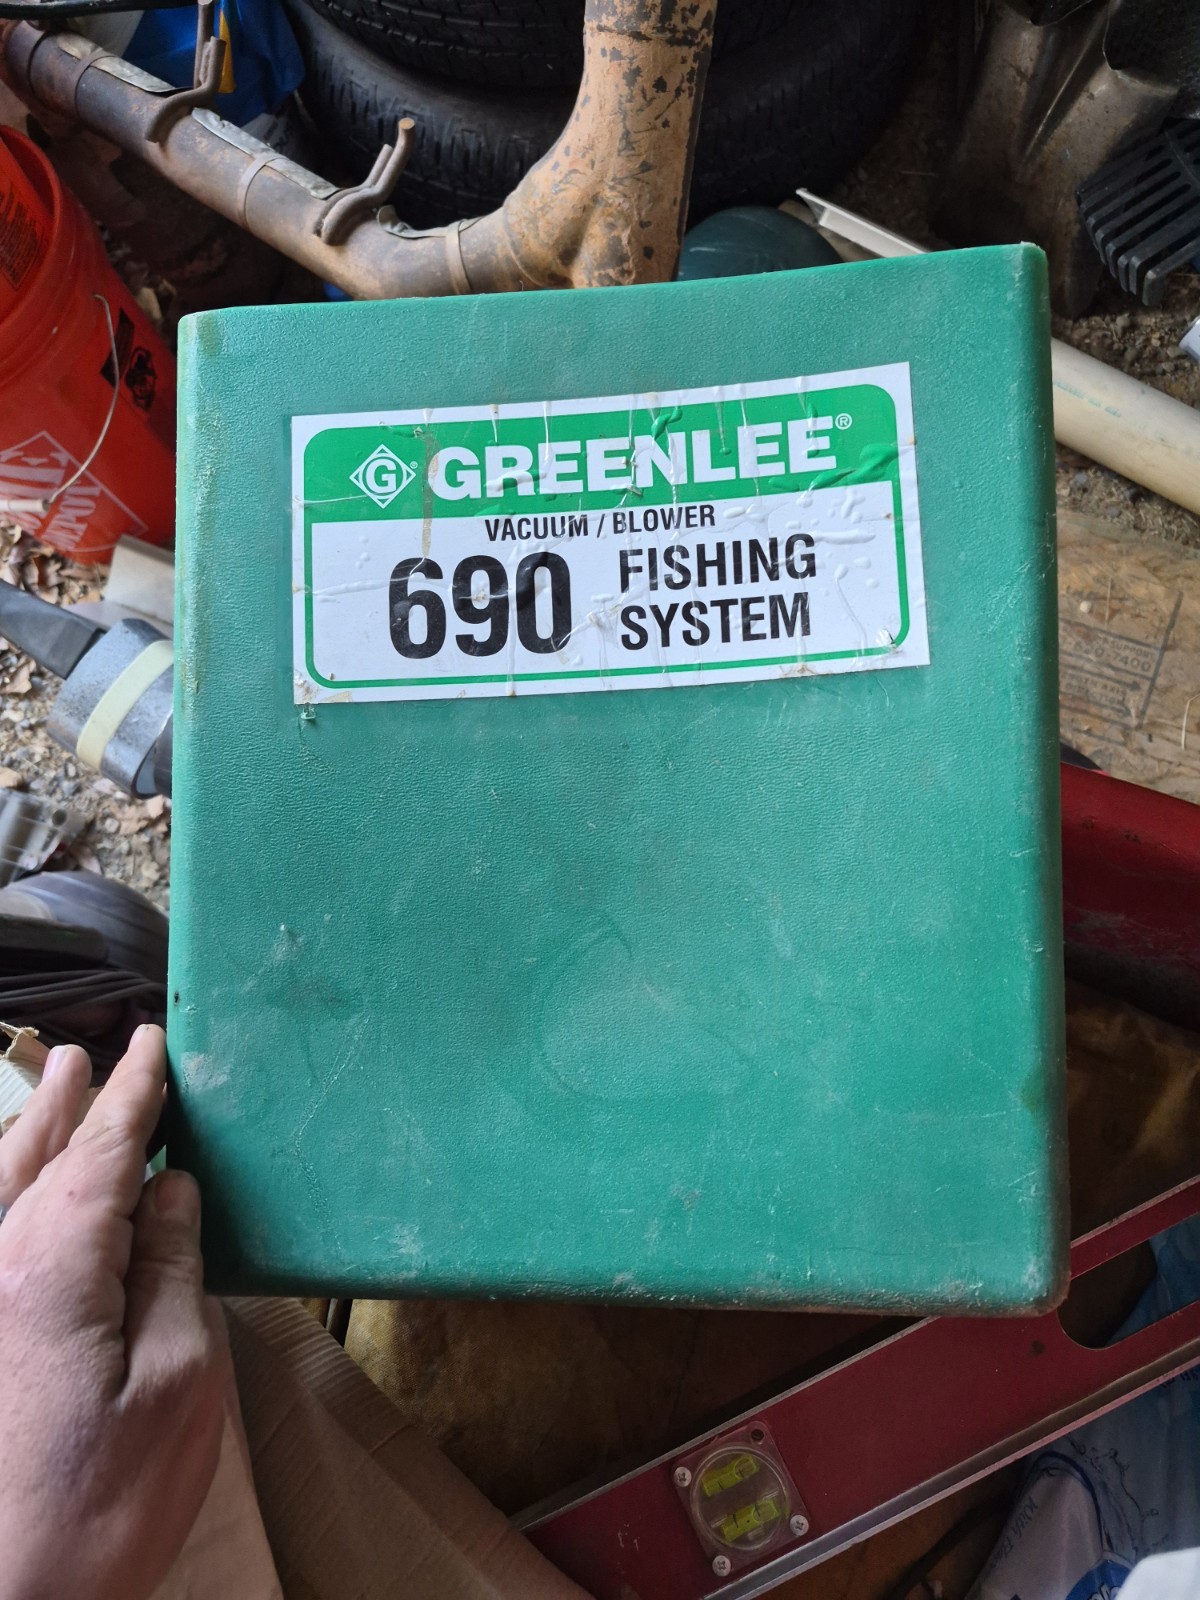 G® GREENLEE®
VACUUM / BLOWER
690 FISHING
SYSTEM